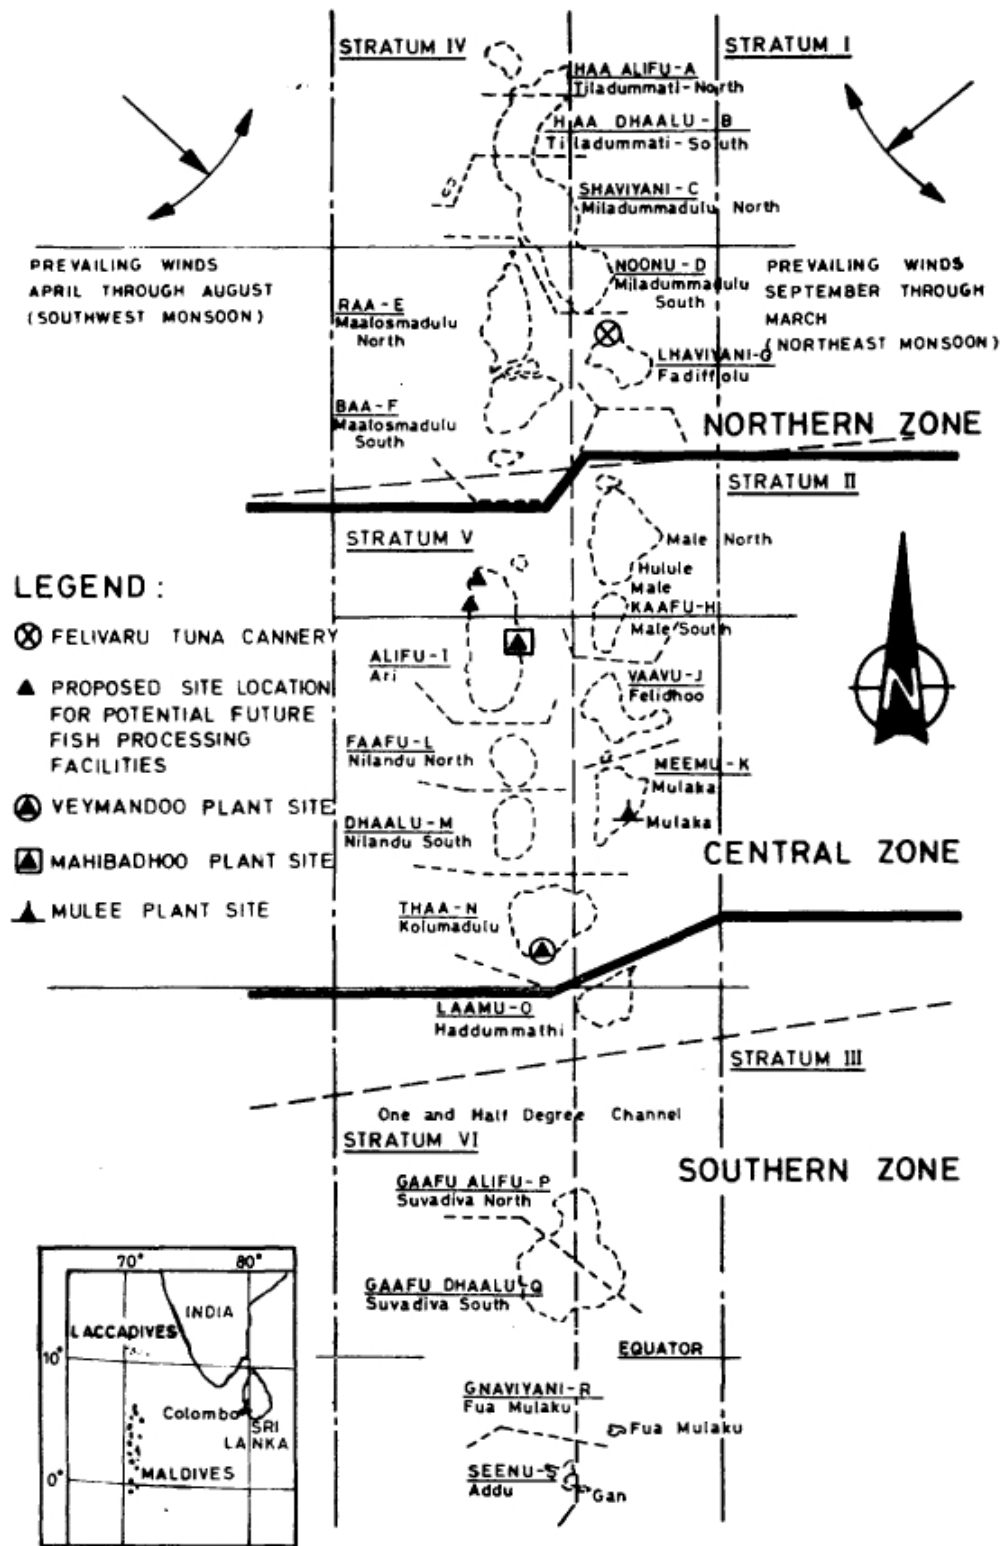 STRATUM IV
STRATUM I
HAA ALIFU-A
Tiladummati-North
HAA DHAALU-B
Tilladummati-South
SHAVIYANI-C
Miladummadulu North
PREVAILING WINDS
APRIL THROUGH AUGUST
(SOUTHWEST MONSOON)
NOONU-D
Miladummadulu
South
PREVAILING WINDS
SEPTEMBER THROUGH
MARCH
(NORTHEAST MONSOON)
RAA-E
Maalosmadulu
North
LHAVIYANI-G
Fadiffolu
BAA-F
Maalosmadulu
South
NORTHERN ZONE
STRATUM II
STRATUM V
Male North
Hulule
Male
KAAFU-H
Male South
ALIFU-I
Ari
VAAVU-J
Felidhoo
FAAFU-L
Nilandu North
MEEMU-K
Mulaka
Mulaka
DHAALU-M
Nilandu South
CENTRAL ZONE
THAA-N
Kolumadulu
LEGEND:
FELIVARU TUNA CANNERY
PROPOSED SITE LOCATION
FOR POTENTIAL FUTURE
FISH PROCESSING
FACILITIES
VEYMANDOO PLANT SITE
MAHIBADHOO PLANT SITE
MULEE PLANT SITE
N
LAAMU-O
Haddummathi
STRATUM III
One and Half Degree Channel
STRATUM VI
SOUTHERN ZONE
GAAFU ALIFU-P
Suvadiva North
GAAFU DHAALU-Q
Suvadiva South
EQUATOR
GNAVIYANI-R
Fua Mulaku
Fua Mulaku
SEENU-S
Addu
Gan
70°
80°
INDIA
LACCADIVES
10°
Colombo
SRI
LANKA
MALDIVES
0°